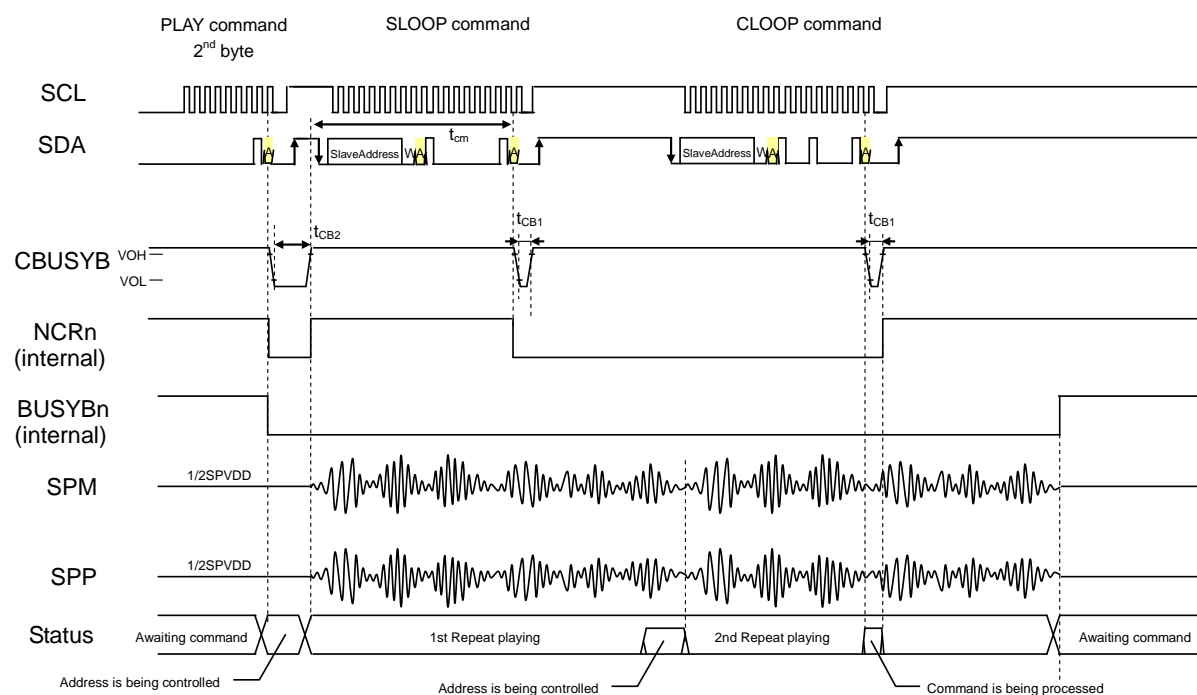 PLAY command
2nd byte
SLOOP command
CLOOP command
SCL
tcm
SDA
A
SlaveAddress
W
A
A
SlaveAddress
W
A
A
tCB2
tCB1
tCB1
CBUSYB
VOH
VOL
NCRn
(internal)
BUSYBn
(internal)
SPM
1/2SPVDD
SPP
1/2SPVDD
Status
Awaiting command
1st Repeat playing
2nd Repeat playing
Awaiting command
Address is being controlled
Address is being controlled
Command is being processed